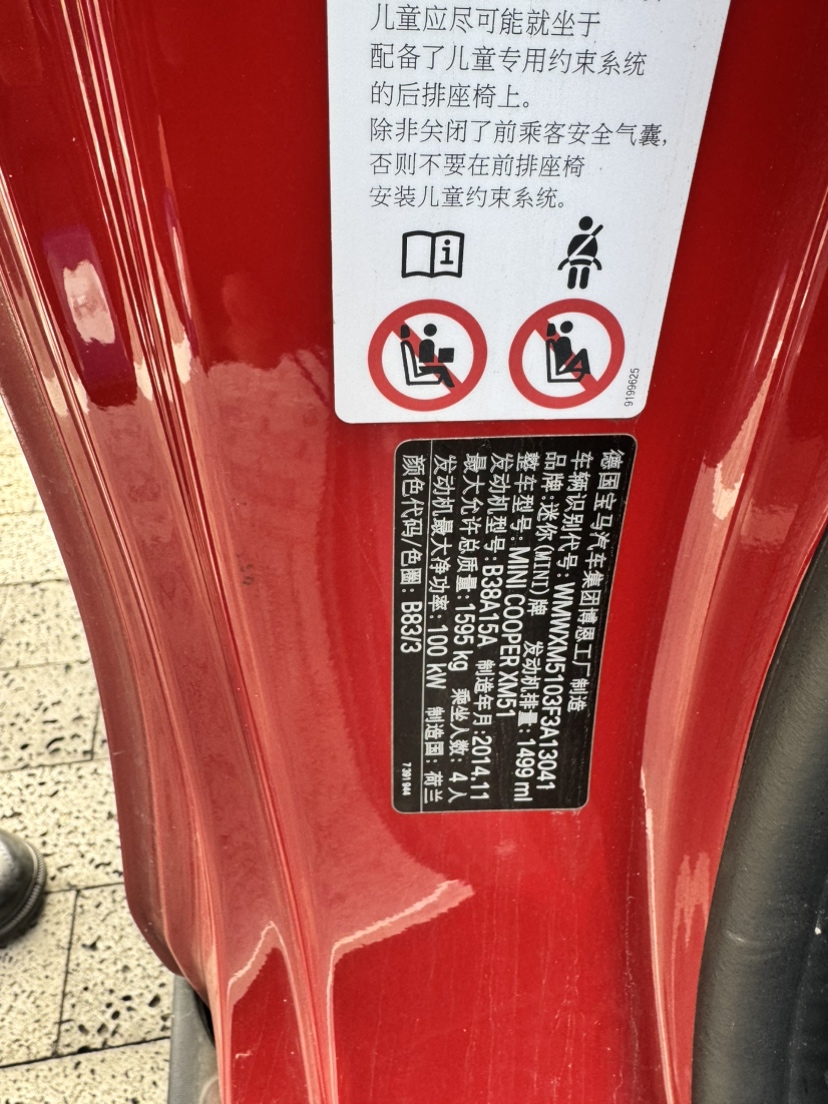 儿童应尽可能就坐于
配备了儿童专用约束系统
的后排座椅上。
除非关闭了前乘客安全气囊,
否则不要在前排座椅
安装儿童约束系统。
9199625
德国宝马汽车集团博恩工厂 制造
车辆识别代号: WMWXM5103F3A13041
品牌:迷你(MINI)牌 发动机排量: 1499 ml
整车型号: MINI COOPER XM51
发动机型号: B38A15A 制造年月:2014.11
最大允许总质量:1595 kg 乘坐人数: 4人
发动机最大净功率: 100 kW 制造国: 荷兰
颜色代码/色圈: B83/3
7 391 944